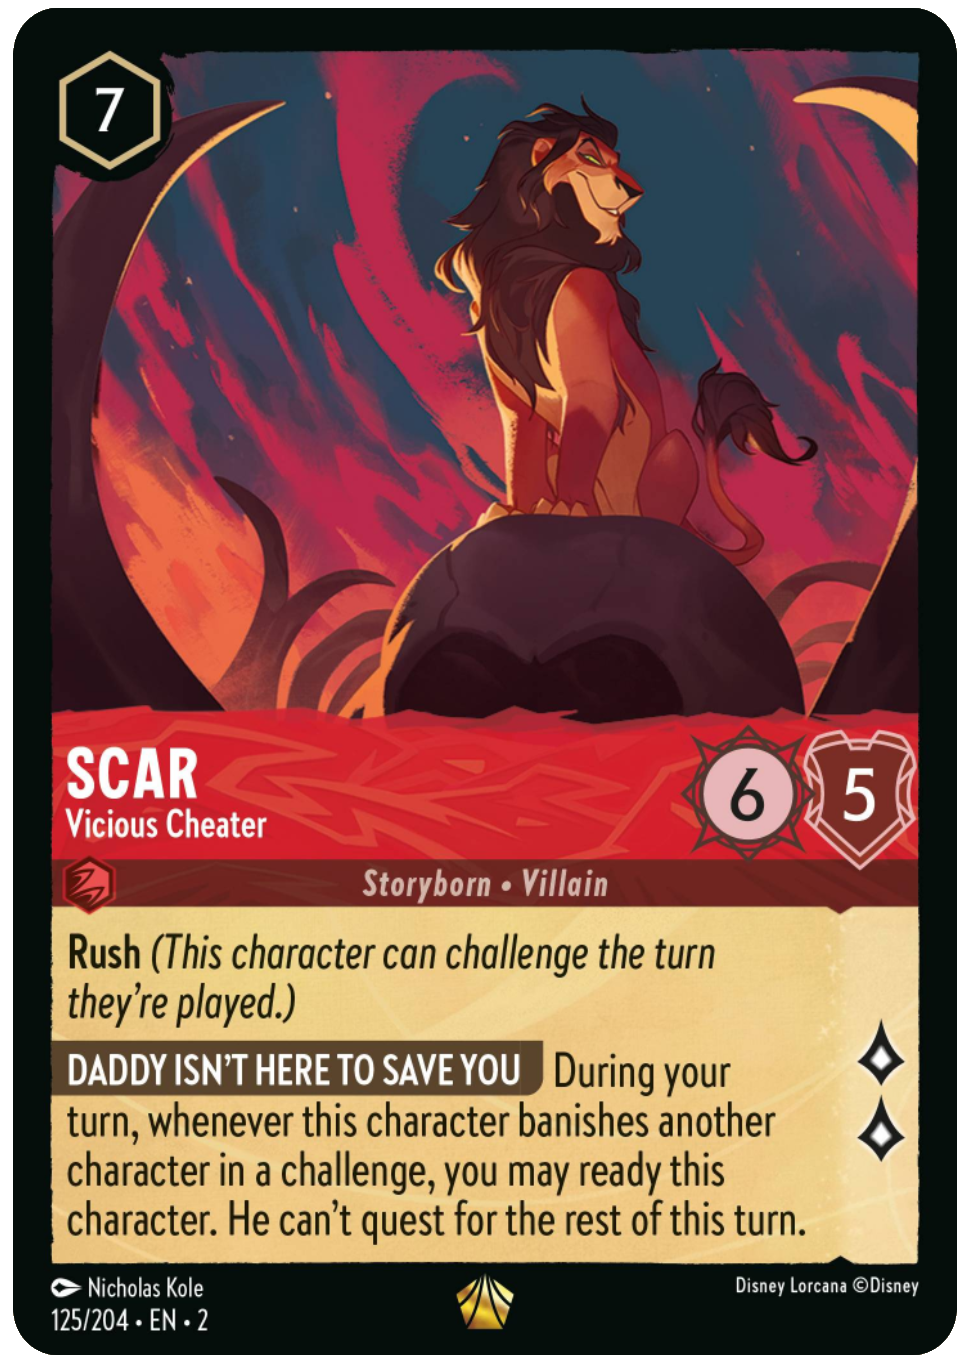 7
SCAR
Vicious Cheater
6
5
Storyborn • Villain
Rush (This character can challenge the turn
they're played.)
DADDY ISN'T HERE TO SAVE YOU During your
turn, whenever this character banishes another
character in a challenge, you may ready this
character. He can't quest for the rest of this turn.
Nicholas Kole
125/204 • EN • 2
Disney Lorcana ©Disney